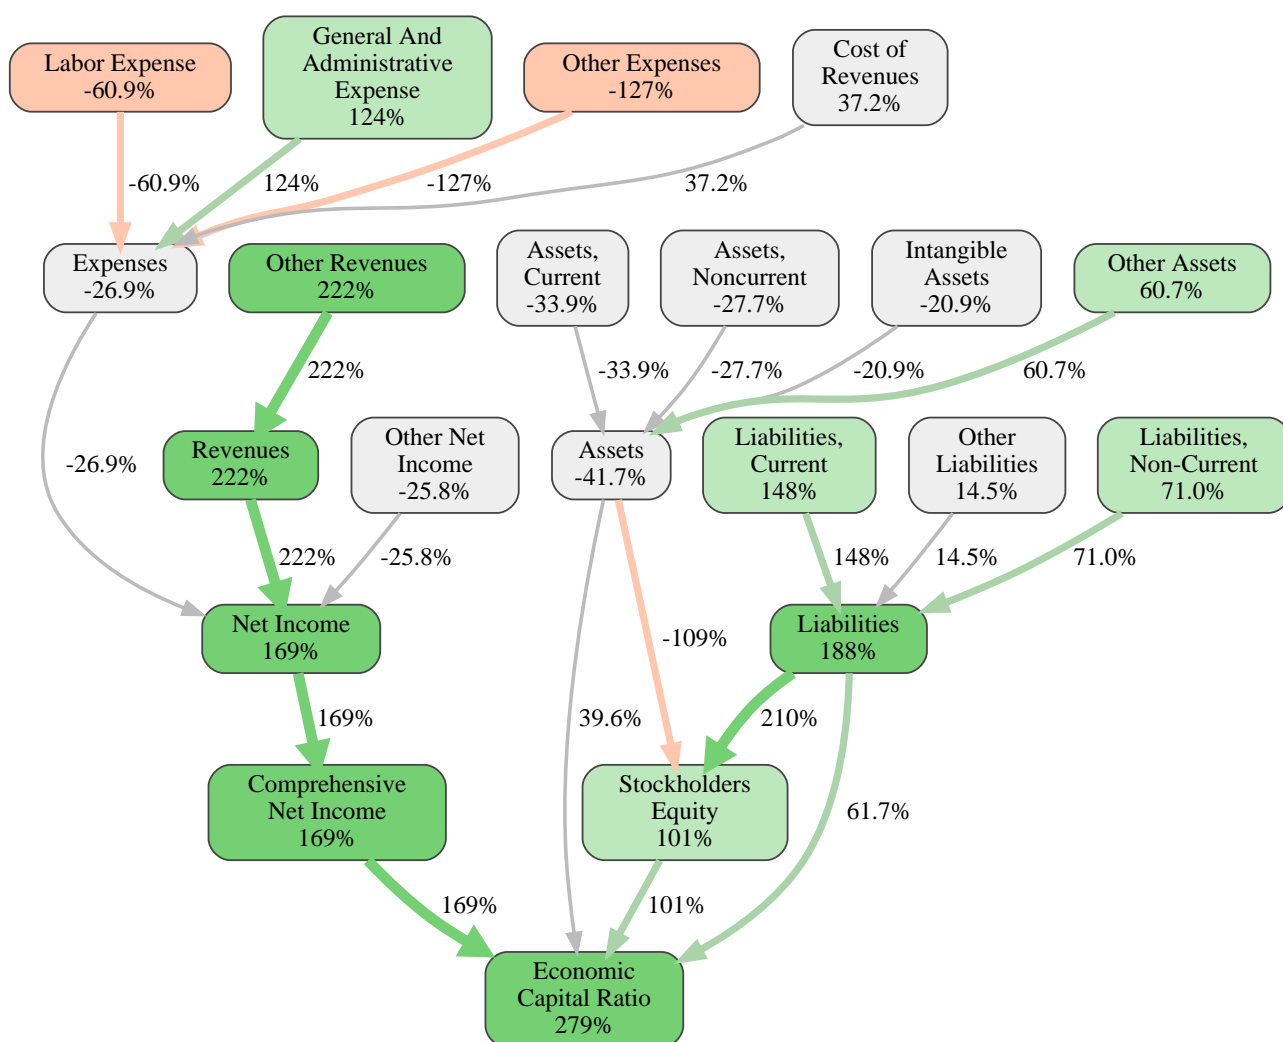 Labor Expense
-60.9%
General And
Administrative
Expense
124%
Other Expenses
-127%
Cost of
Revenues
37.2%
-60.9%
124%
-127%
37.2%
Expenses
-26.9%
Other Revenues
222%
Assets,
Current
-33.9%
Assets,
Noncurrent
-27.7%
Intangible
Assets
-20.9%
Other Assets
60.7%
222%
-33.9%
-27.7%
-20.9%
60.7%
-26.9%
Revenues
222%
Other Net
Income
-25.8%
Assets
-41.7%
Liabilities,
Current
148%
Other
Liabilities
14.5%
Liabilities,
Non-Current
71.0%
222%
-25.8%
148%
14.5%
71.0%
Net Income
169%
-109%
Liabilities
188%
169%
39.6%
210%
Comprehensive
Net Income
169%
Stockholders
Equity
101%
61.7%
169%
101%
Economic
Capital Ratio
279%